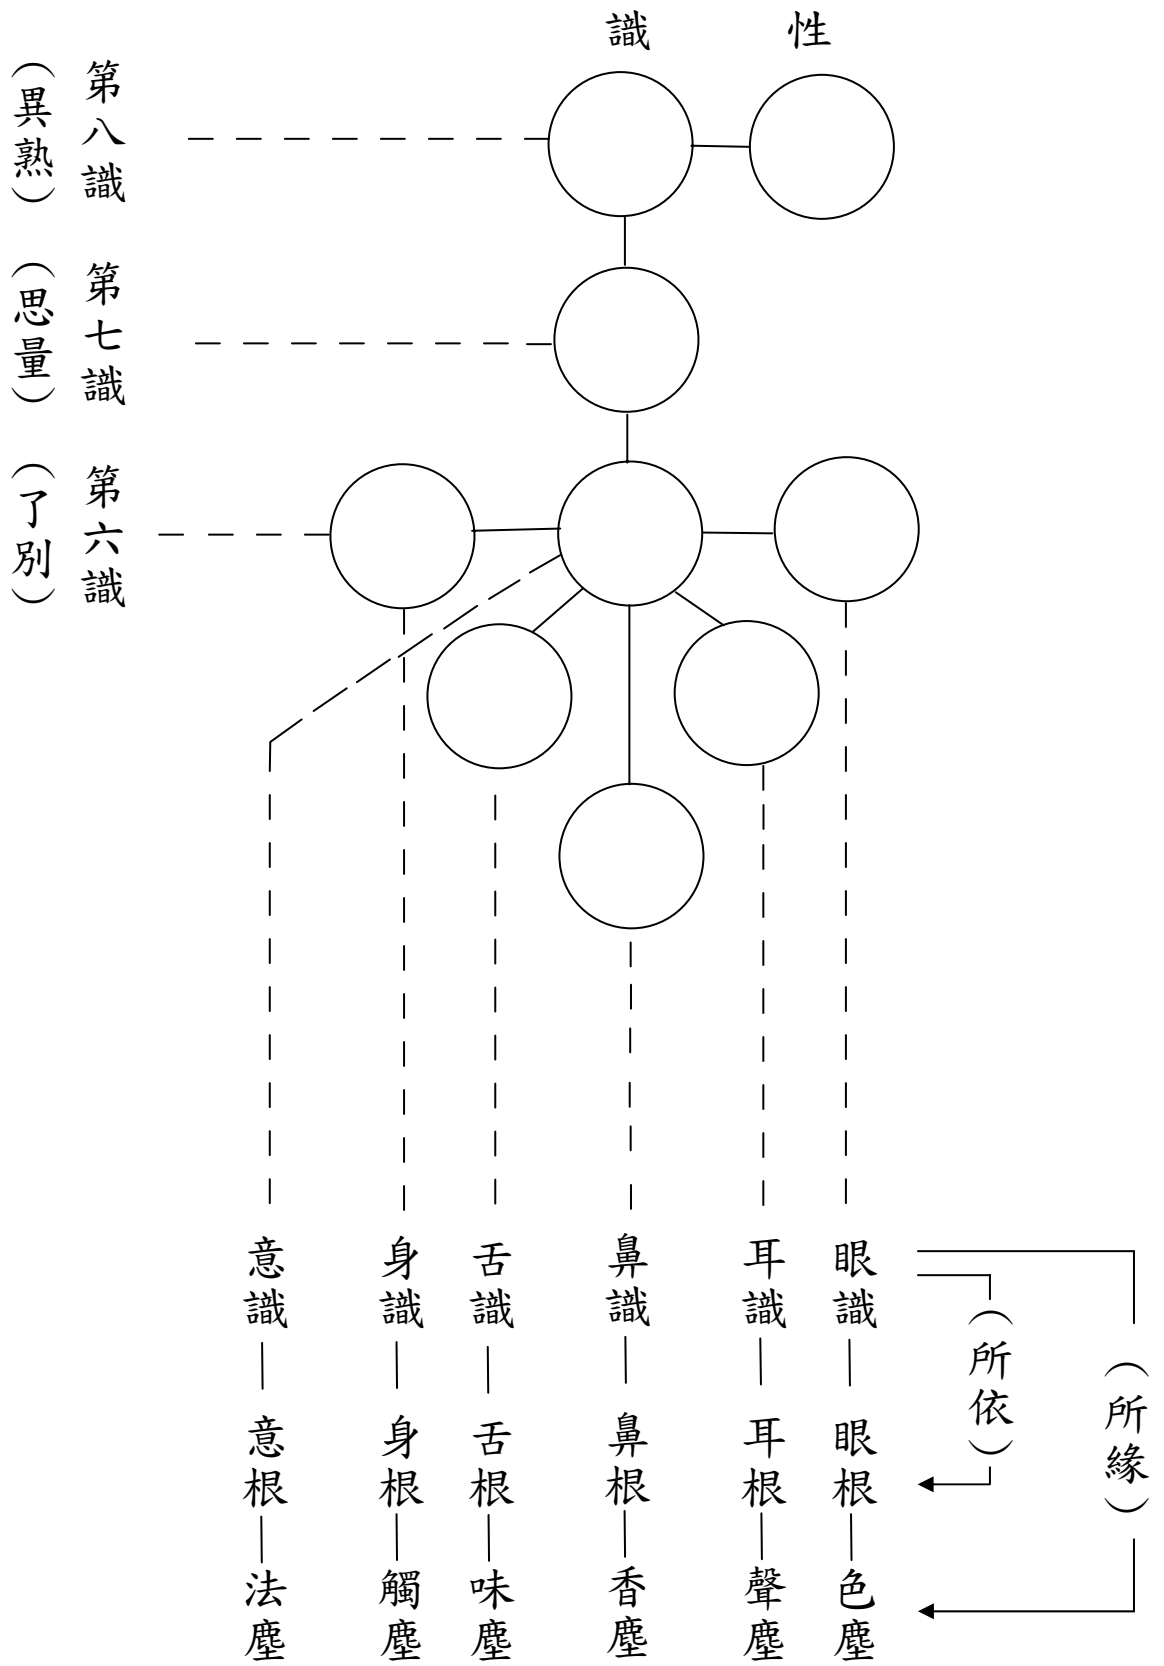 性
識
第八識
（異熟）
第七識
（思量）
第六識
（了別）
眼識
眼根
色塵
耳識
耳根
聲塵
鼻識
鼻根
香塵
舌識
舌根
味塵
身識
身根
觸塵
意識
意根
法塵
（所依）
（所緣）